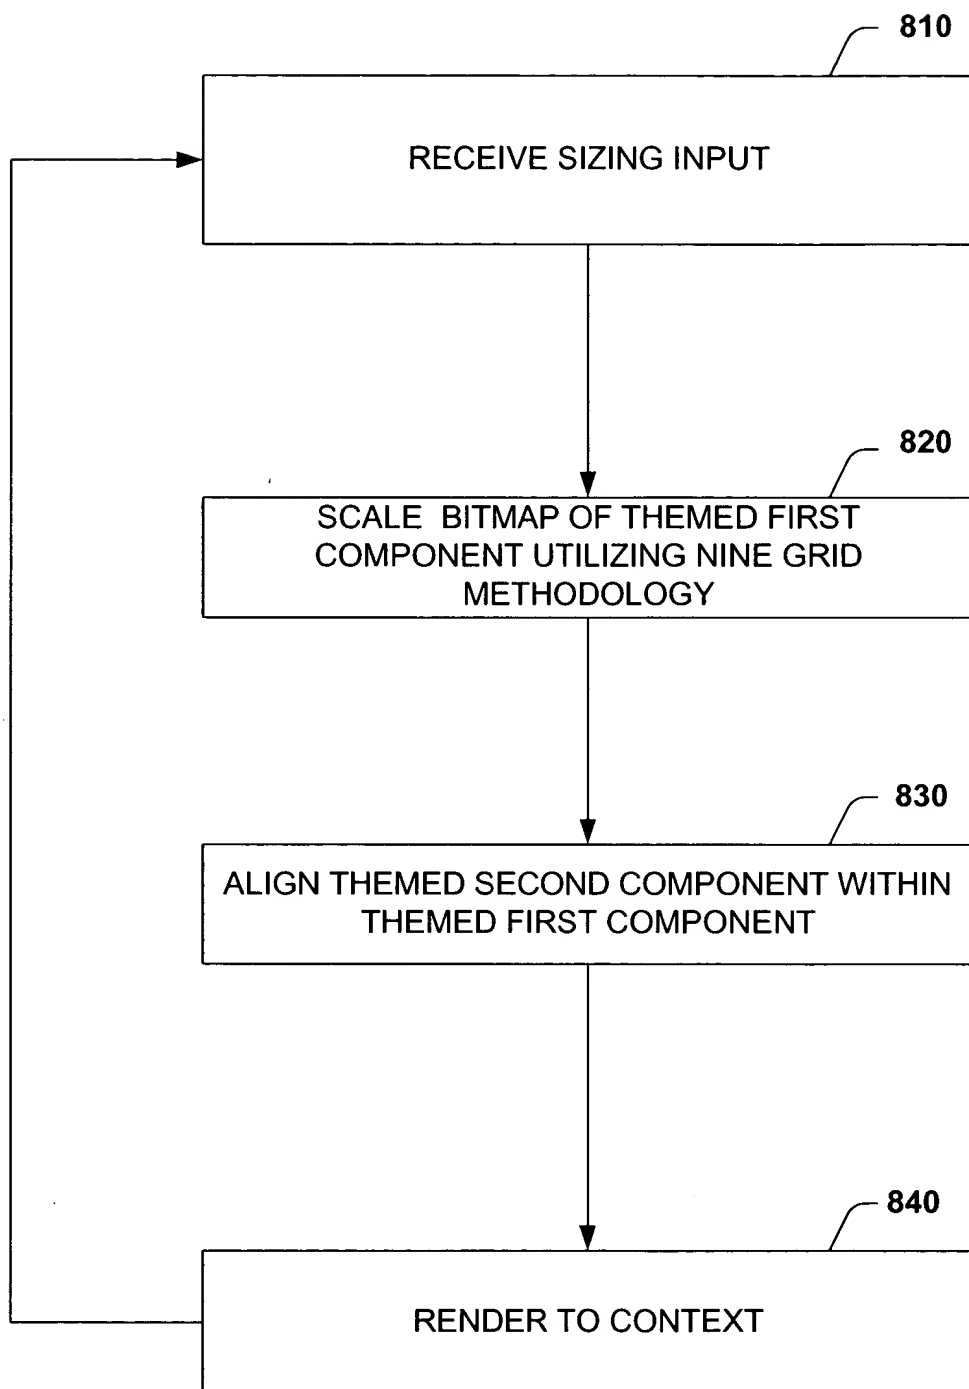 810
RECEIVE SIZING INPUT
820
SCALE BITMAP OF THEMED FIRST
COMPONENT UTILIZING NINE GRID
METHODOLOGY
830
ALIGN THEMED SECOND COMPONENT WITHIN
THEMED FIRST COMPONENT
840
RENDER TO CONTEXT